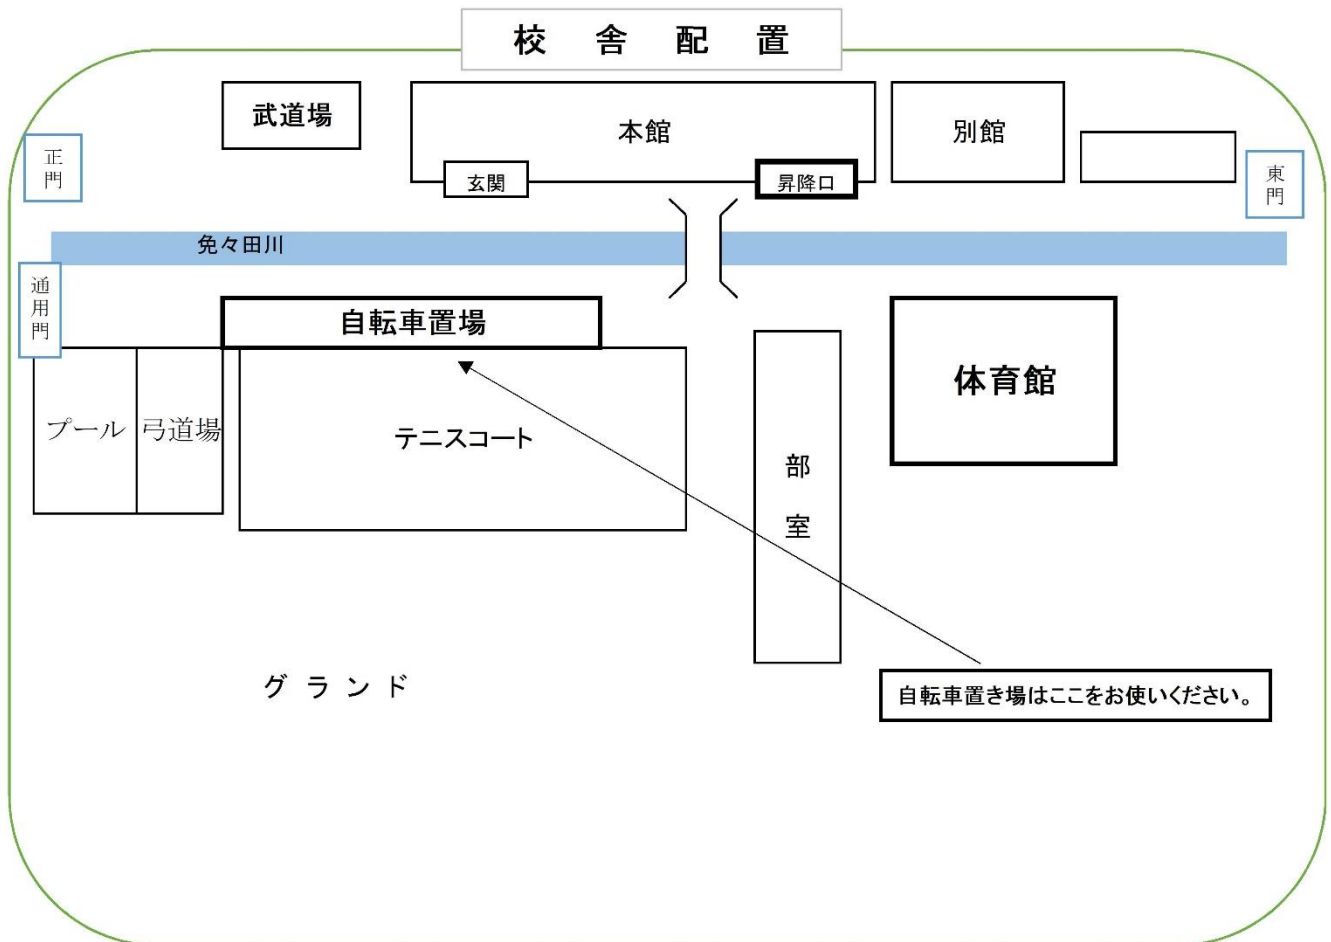 校舎配置
武道場
本館
別館
正門
玄関
昇降口
東門
免々田川
通用門
自転車置場
体育館
プール
弓道場
テニスコート
部室
グランド
自転車置き場はここをお使いください。